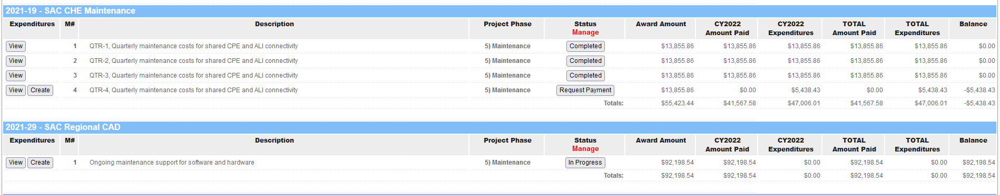 2021-19 - SAC CHE Maintenance
Expenditures M# Description Project Phase Status Award Amount CY2022 CY2022 TOTAL TOTAL Balance
Manage Amount Paid Expenditures Amount Paid Expenditures
View 1 QTR-1, Quarterly maintenance costs for shared CPE and ALI connectivity 5) Maintenance Completed $13,855.86 $13,855.86 $13,855.86 $13,855.86 $13,855.86 $0.00
View 2 QTR-2, Quarterly maintenance costs for shared CPE and ALI connectivity 5) Maintenance Completed $13,855.86 $13,855.86 $13,855.86 $13,855.86 $13,855.86 $0.00
View 3 QTR-3, Quarterly maintenance costs for shared CPE and ALI connectivity 5) Maintenance Completed $13,855.86 $13,855.86 $13,855.86 $13,855.86 $13,855.86 $0.00
View Create 4 QTR-4, Quarterly maintenance costs for shared CPE and ALI connectivity 5) Maintenance Request Payment $13,855.86 $0.00 $5,438.43 $0.00 $5,438.43 -$5,438.43
Totals: $55,423.44 $41,567.58 $47,006.01 $41,567.58 $47,006.01 -$5,438.43
2021-29 - SAC Regional CAD
Expenditures M# Description Project Phase Status Award Amount CY2022 CY2022 TOTAL TOTAL Balance
Manage Amount Paid Expenditures Amount Paid Expenditures
View Create 1 Ongoing maintenance support for software and hardware 5) Maintenance In Progress $92,198.54 $92,198.54 $0.00 $92,198.54 $0.00 $92,198.54
Totals: $92,198.54 $92,198.54 $0.00 $92,198.54 $0.00 $92,198.54